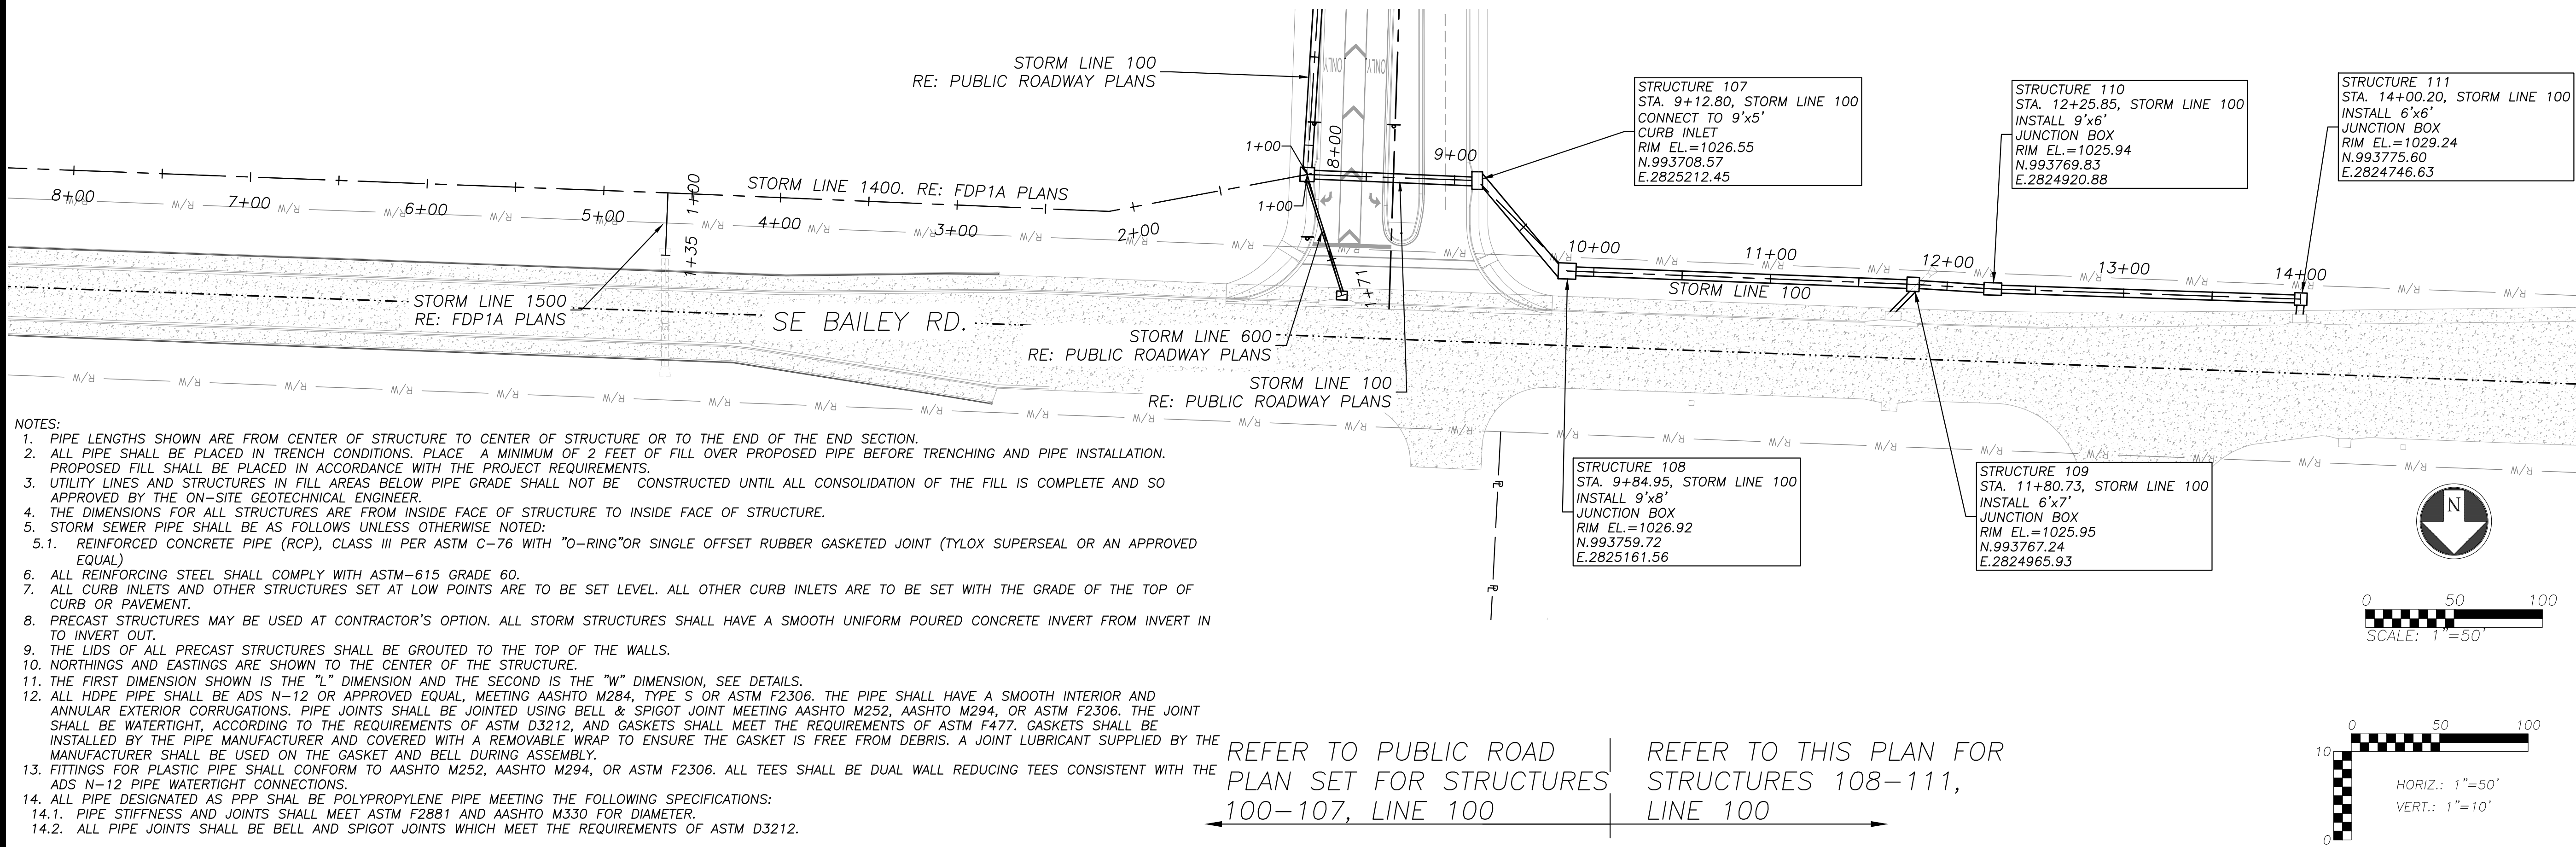 STORM LINE 100
RE: PUBLIC ROADWAY PLANS
ONLY
ONLY
STRUCTURE 107
STA. 9+12.80, STORM LINE 100
CONNECT TO 9'x5'
CURB INLET
RIM EL.=1026.55
N.993708.57
E.2825212.45
STRUCTURE 110
STA. 12+25.85, STORM LINE 100
INSTALL 9'x6'
JUNCTION BOX
RIM EL.=1025.94
N.993769.83
E.2824920.88
STRUCTURE 111
STA. 14+00.20, STORM LINE 100
INSTALL 6'x6'
JUNCTION BOX
RIM EL.=1029.24
N.993775.60
E.2824746.63
1+00
8+00
9+00
8+00
7+00
6+00
5+00
1+00
STORM LINE 1400. RE: FDP1A PLANS
4+00
3+00
2+00
1+00
1+35
10+00
11+00
12+00
13+00
14+00
R/W R/W R/W R/W R/W R/W R/W R/W R/W R/W R/W R/W R/W R/W R/W R/W R/W
STORM LINE 100
1+71
STORM LINE 1500
RE: FDP1A PLANS
SE BAILEY RD.
STORM LINE 600
RE: PUBLIC ROADWAY PLANS
STORM LINE 100
RE: PUBLIC ROADWAY PLANS
R/W R/W R/W R/W R/W R/W R/W R/W R/W R/W R/W R/W R/W R/W R/W R/W R/W R/W R/W R/W R/W R/W R/W R/W
STRUCTURE 108
STA. 9+84.95, STORM LINE 100
INSTALL 9'x8'
JUNCTION BOX
RIM EL.=1026.92
N.993759.72
E.2825161.56
STRUCTURE 109
STA. 11+80.73, STORM LINE 100
INSTALL 6'x7'
JUNCTION BOX
RIM EL.=1025.95
N.993767.24
E.2824965.93
N
0 50 100
SCALE: 1"=50'
NOTES:
1. PIPE LENGTHS SHOWN ARE FROM CENTER OF STRUCTURE TO CENTER OF STRUCTURE OR TO THE END OF THE END SECTION.
2. ALL PIPE SHALL BE PLACED IN TRENCH CONDITIONS. PLACE A MINIMUM OF 2 FEET OF FILL OVER PROPOSED PIPE BEFORE TRENCHING AND PIPE INSTALLATION.
PROPOSED FILL SHALL BE PLACED IN ACCORDANCE WITH THE PROJECT REQUIREMENTS.
3. UTILITY LINES AND STRUCTURES IN FILL AREAS BELOW PIPE GRADE SHALL NOT BE CONSTRUCTED UNTIL ALL CONSOLIDATION OF THE FILL IS COMPLETE AND SO
APPROVED BY THE ON-SITE GEOTECHNICAL ENGINEER.
4. THE DIMENSIONS FOR ALL STRUCTURES ARE FROM INSIDE FACE OF STRUCTURE TO INSIDE FACE OF STRUCTURE.
5. STORM SEWER PIPE SHALL BE AS FOLLOWS UNLESS OTHERWISE NOTED:
5.1. REINFORCED CONCRETE PIPE (RCP), CLASS III PER ASTM C-76 WITH "O-RING"OR SINGLE OFFSET RUBBER GASKETED JOINT (TYLOX SUPERSEAL OR AN APPROVED
EQUAL)
6. ALL REINFORCING STEEL SHALL COMPLY WITH ASTM-615 GRADE 60.
7. ALL CURB INLETS AND OTHER STRUCTURES SET AT LOW POINTS ARE TO BE SET LEVEL. ALL OTHER CURB INLETS ARE TO BE SET WITH THE GRADE OF THE TOP OF
CURB OR PAVEMENT.
8. PRECAST STRUCTURES MAY BE USED AT CONTRACTOR'S OPTION. ALL STORM STRUCTURES SHALL HAVE A SMOOTH UNIFORM POURED CONCRETE INVERT FROM INVERT IN
TO INVERT OUT.
9. THE LIDS OF ALL PRECAST STRUCTURES SHALL BE GROUTED TO THE TOP OF THE WALLS.
10. NORTHINGS AND EASTINGS ARE SHOWN TO THE CENTER OF THE STRUCTURE.
11. THE FIRST DIMENSION SHOWN IS THE "L" DIMENSION AND THE SECOND IS THE "W" DIMENSION, SEE DETAILS.
12. ALL HDPE PIPE SHALL BE ADS N-12 OR APPROVED EQUAL, MEETING AASHTO M284, TYPE S OR ASTM F2306. THE PIPE SHALL HAVE A SMOOTH INTERIOR AND
ANNULAR EXTERIOR CORRUGATIONS. PIPE JOINTS SHALL BE JOINTED USING BELL & SPIGOT JOINT MEETING AASHTO M252, AASHTO M294, OR ASTM F2306. THE JOINT
SHALL BE WATERTIGHT, ACCORDING TO THE REQUIREMENTS OF ASTM D3212, AND GASKETS SHALL MEET THE REQUIREMENTS OF ASTM F477. GASKETS SHALL BE
INSTALLED BY THE PIPE MANUFACTURER AND COVERED WITH A REMOVABLE WRAP TO ENSURE THE GASKET IS FREE FROM DEBRIS. A JOINT LUBRICANT SUPPLIED BY THE
MANUFACTURER SHALL BE USED ON THE GASKET AND BELL DURING ASSEMBLY.
13. FITTINGS FOR PLASTIC PIPE SHALL CONFORM TO AASHTO M252, AASHTO M294, OR ASTM F2306. ALL TEES SHALL BE DUAL WALL REDUCING TEES CONSISTENT WITH THE
ADS N-12 PIPE WATERTIGHT CONNECTIONS.
14. ALL PIPE DESIGNATED AS PPP SHAL BE POLYPROPYLENE PIPE MEETING THE FOLLOWING SPECIFICATIONS:
14.1. PIPE STIFFNESS AND JOINTS SHALL MEET ASTM F2881 AND AASHTO M330 FOR DIAMETER.
14.2. ALL PIPE JOINTS SHALL BE BELL AND SPIGOT JOINTS WHICH MEET THE REQUIREMENTS OF ASTM D3212.
REFER TO PUBLIC ROAD
PLAN SET FOR STRUCTURES
100-107, LINE 100
REFER TO THIS PLAN FOR
STRUCTURES 108-111,
LINE 100
0 50 100
10
0
HORIZ.: 1"=50'
VERT.: 1"=10'